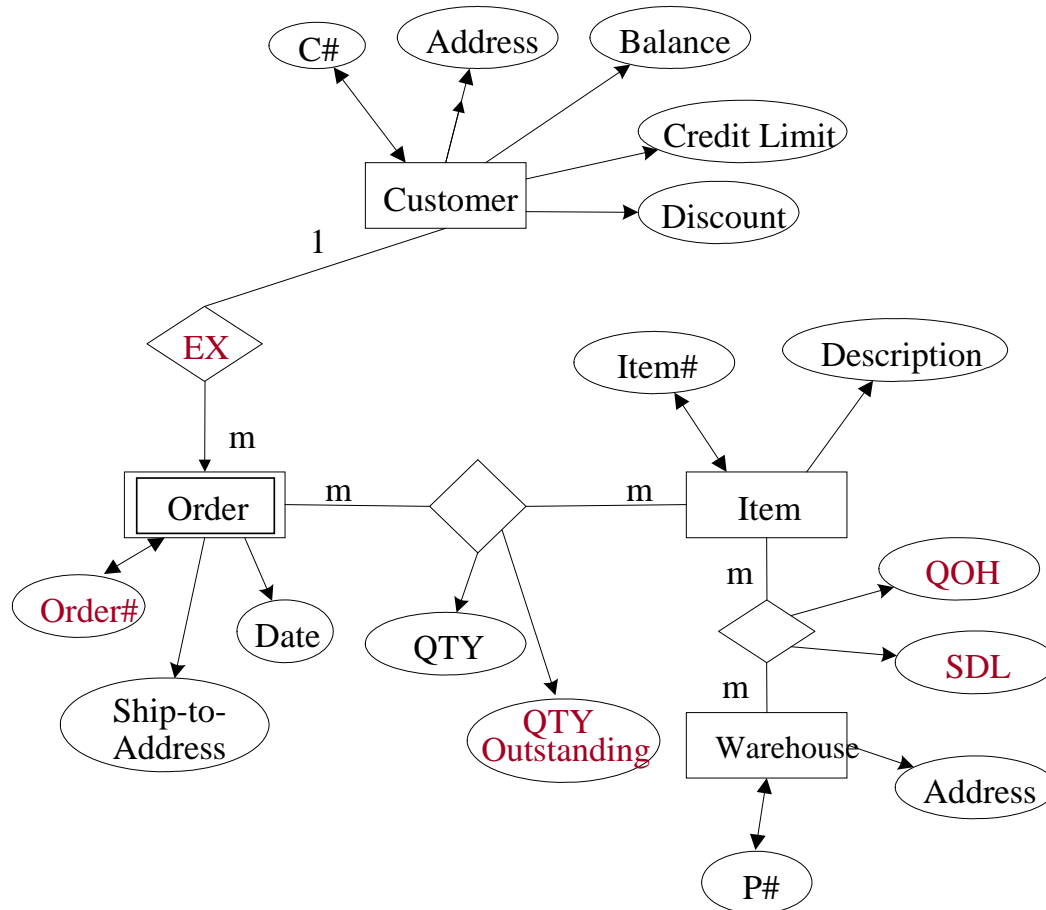 C#
Address
Balance
Credit Limit
Customer
Discount
1
EX
Item#
Description
m
Order
m
m
Item
m
QOH
Order#
Date
QTY
SDL
m
Ship-to-
Address
QTY
Outstanding
Warehouse
Address
P#